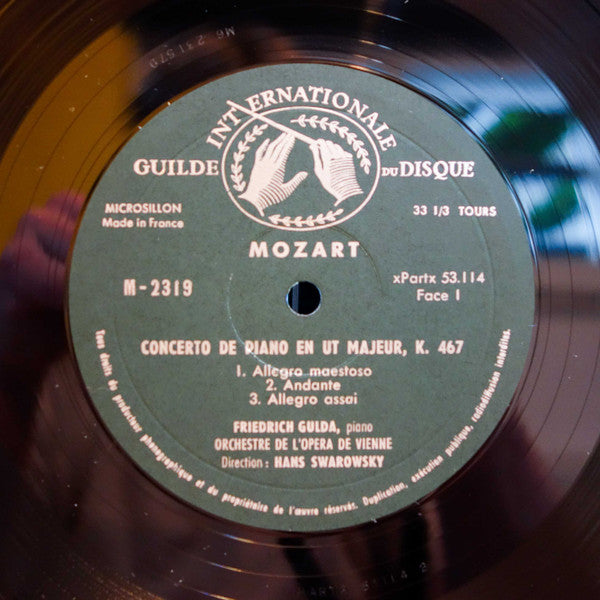 M6 231570
GUILDE INTERNATIONALE DU DISQUE
MICROSILLON
Made in France
33 1/3 TOURS
MOZART
M-2319
xPartx 53.114
Face 1
CONCERTO DE PIANO EN UT MAJEUR, K. 467
1. Allegro maestoso
2. Andante
3. Allegro assai
FRIEDRICH GULDA, piano
ORCHESTRE DE L'OPERA DE VIENNE
Direction : HANS SWAROWSKY
Tous droits du producteur phonographique et du propriétaire de l'œuvre réservés. Duplication, exécution publique, radiodiffusion interdites.